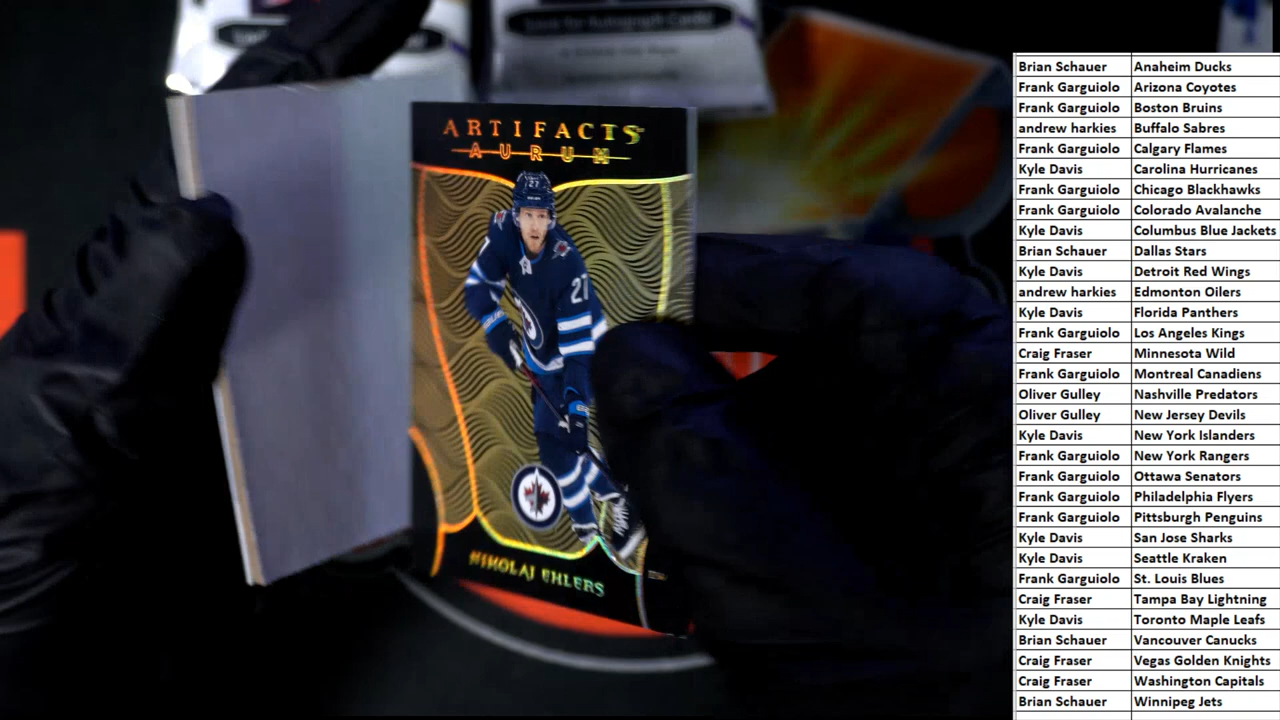 ARTIFACTS
AURUM
27
27
NIKOLAJ EHLERS
Brian Schauer Anaheim Ducks
Frank Garguiolo Arizona Coyotes
Frank Garguiolo Boston Bruins
andrew harkies Buffalo Sabres
Frank Garguiolo Calgary Flames
Kyle Davis Carolina Hurricanes
Frank Garguiolo Chicago Blackhawks
Frank Garguiolo Colorado Avalanche
Kyle Davis Columbus Blue Jackets
Brian Schauer Dallas Stars
Kyle Davis Detroit Red Wings
andrew harkies Edmonton Oilers
Kyle Davis Florida Panthers
Frank Garguiolo Los Angeles Kings
Craig Fraser Minnesota Wild
Frank Garguiolo Montreal Canadiens
Oliver Gulley Nashville Predators
Oliver Gulley New Jersey Devils
Kyle Davis New York Islanders
Frank Garguiolo New York Rangers
Frank Garguiolo Ottawa Senators
Frank Garguiolo Philadelphia Flyers
Frank Garguiolo Pittsburgh Penguins
Kyle Davis San Jose Sharks
Kyle Davis Seattle Kraken
Frank Garguiolo St. Louis Blues
Craig Fraser Tampa Bay Lightning
Kyle Davis Toronto Maple Leafs
Brian Schauer Vancouver Canucks
Craig Fraser Vegas Golden Knights
Craig Fraser Washington Capitals
Brian Schauer Winnipeg Jets